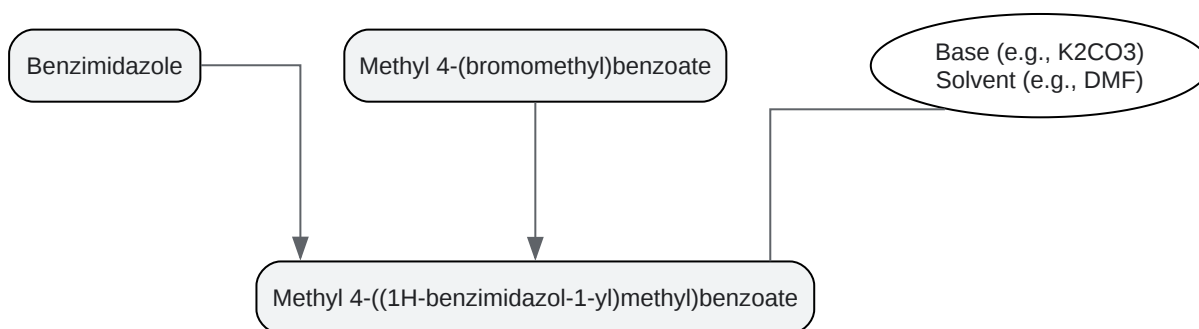 Benzimidazole
Methyl 4-(bromomethyl)benzoate
Base (e.g., K2CO3)
Solvent (e.g., DMF)
Methyl 4-((1H-benzimidazol-1-yl)methyl)benzoate